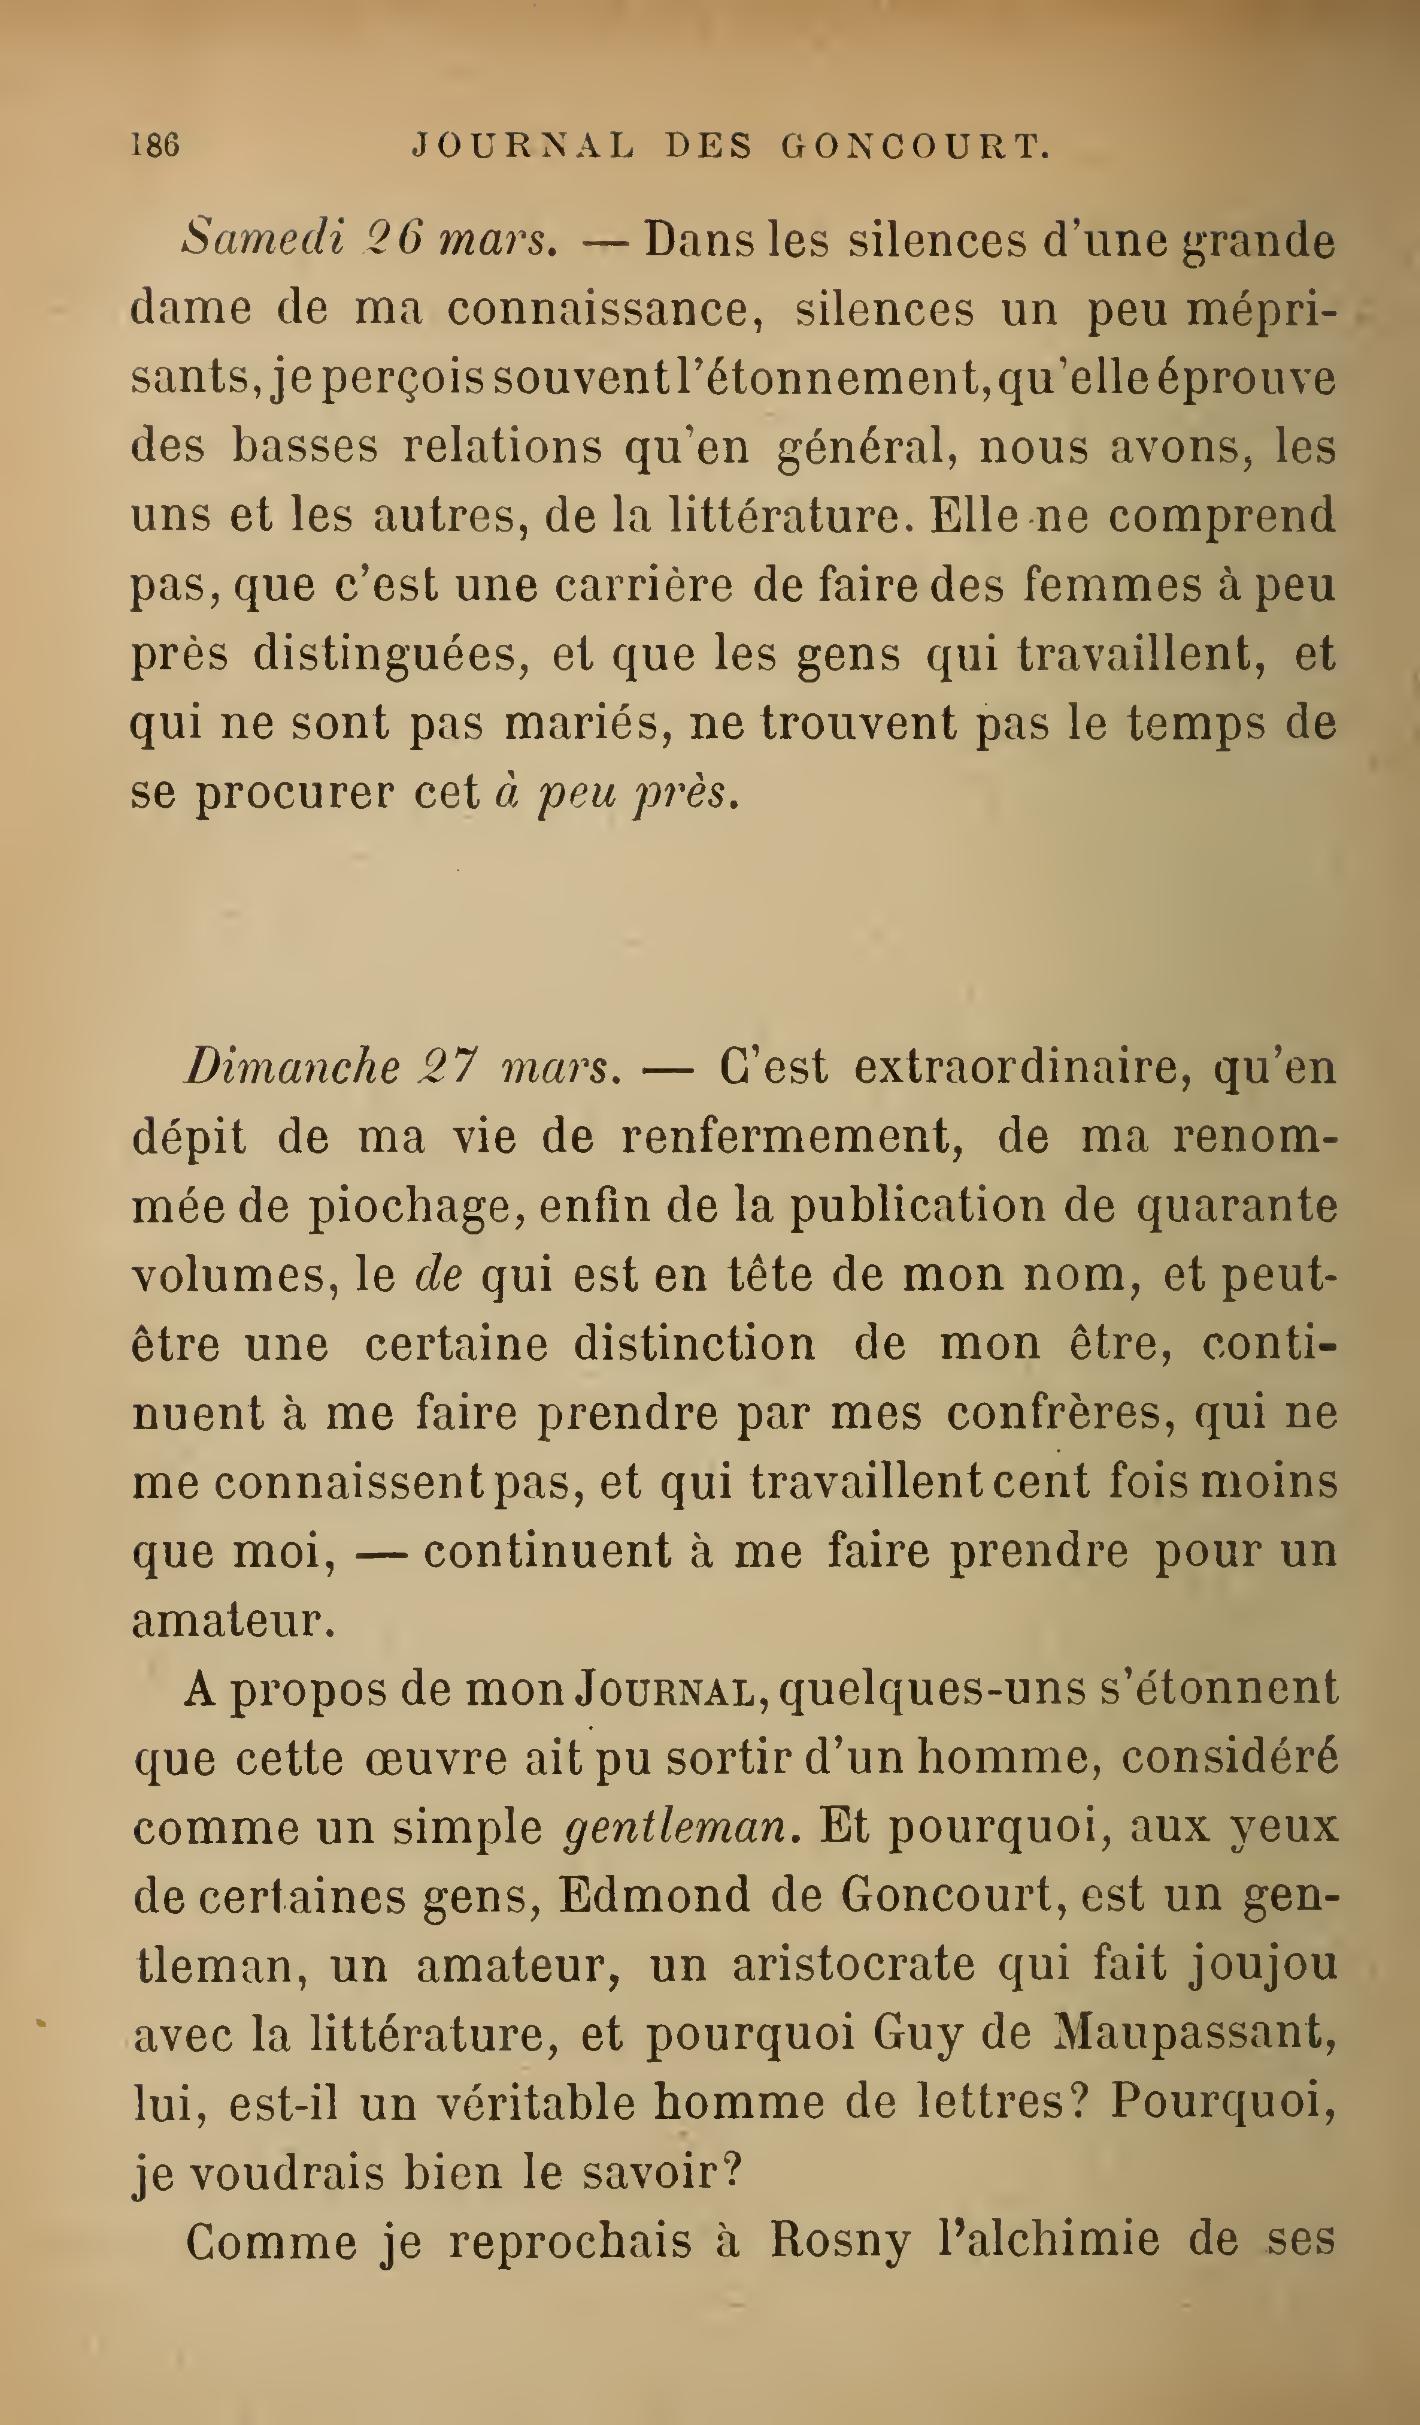 186 JOURNAL DES GONCOURT.
Samedi 26 mars. — Dans les silences d'une grande
dame de ma connaissance, silences un peu mépri-
sants, je perçois souvent l'étonnement, qu'elle éprouve
des basses relations qu'en général, nous avons, les
uns et les autres, de la littérature. Elle ne comprend
pas, que c'est une carrière de faire des femmes à peu
près distinguées, et que les gens qui travaillent, et
qui ne sont pas mariés, ne trouvent pas le temps de
se procurer cet à peu près.
Dimanche 27 mars. — C'est extraordinaire, qu'en
dépit de ma vie de renfermement, de ma renom-
mée de piochage, enfin de la publication de quarante
volumes, le de qui est en tête de mon nom, et peut-
être une certaine distinction de mon être, conti-
nuent à me faire prendre par mes confrères, qui ne
me connaissent pas, et qui travaillent cent fois moins
que moi, — continuent à me faire prendre pour un
amateur.
A propos de mon JOURNAL, quelques-uns s'étonnent
que cette œuvre ait pu sortir d'un homme, considéré
comme un simple gentleman. Et pourquoi, aux yeux
de certaines gens, Edmond de Goncourt, est un gen-
tleman, un amateur, un aristocrate qui fait joujou
avec la littérature, et pourquoi Guy de Maupassant,
lui, est-il un véritable homme de lettres? Pourquoi,
je voudrais bien le savoir?
Comme je reprochais à Rosny l'alchimie de ses